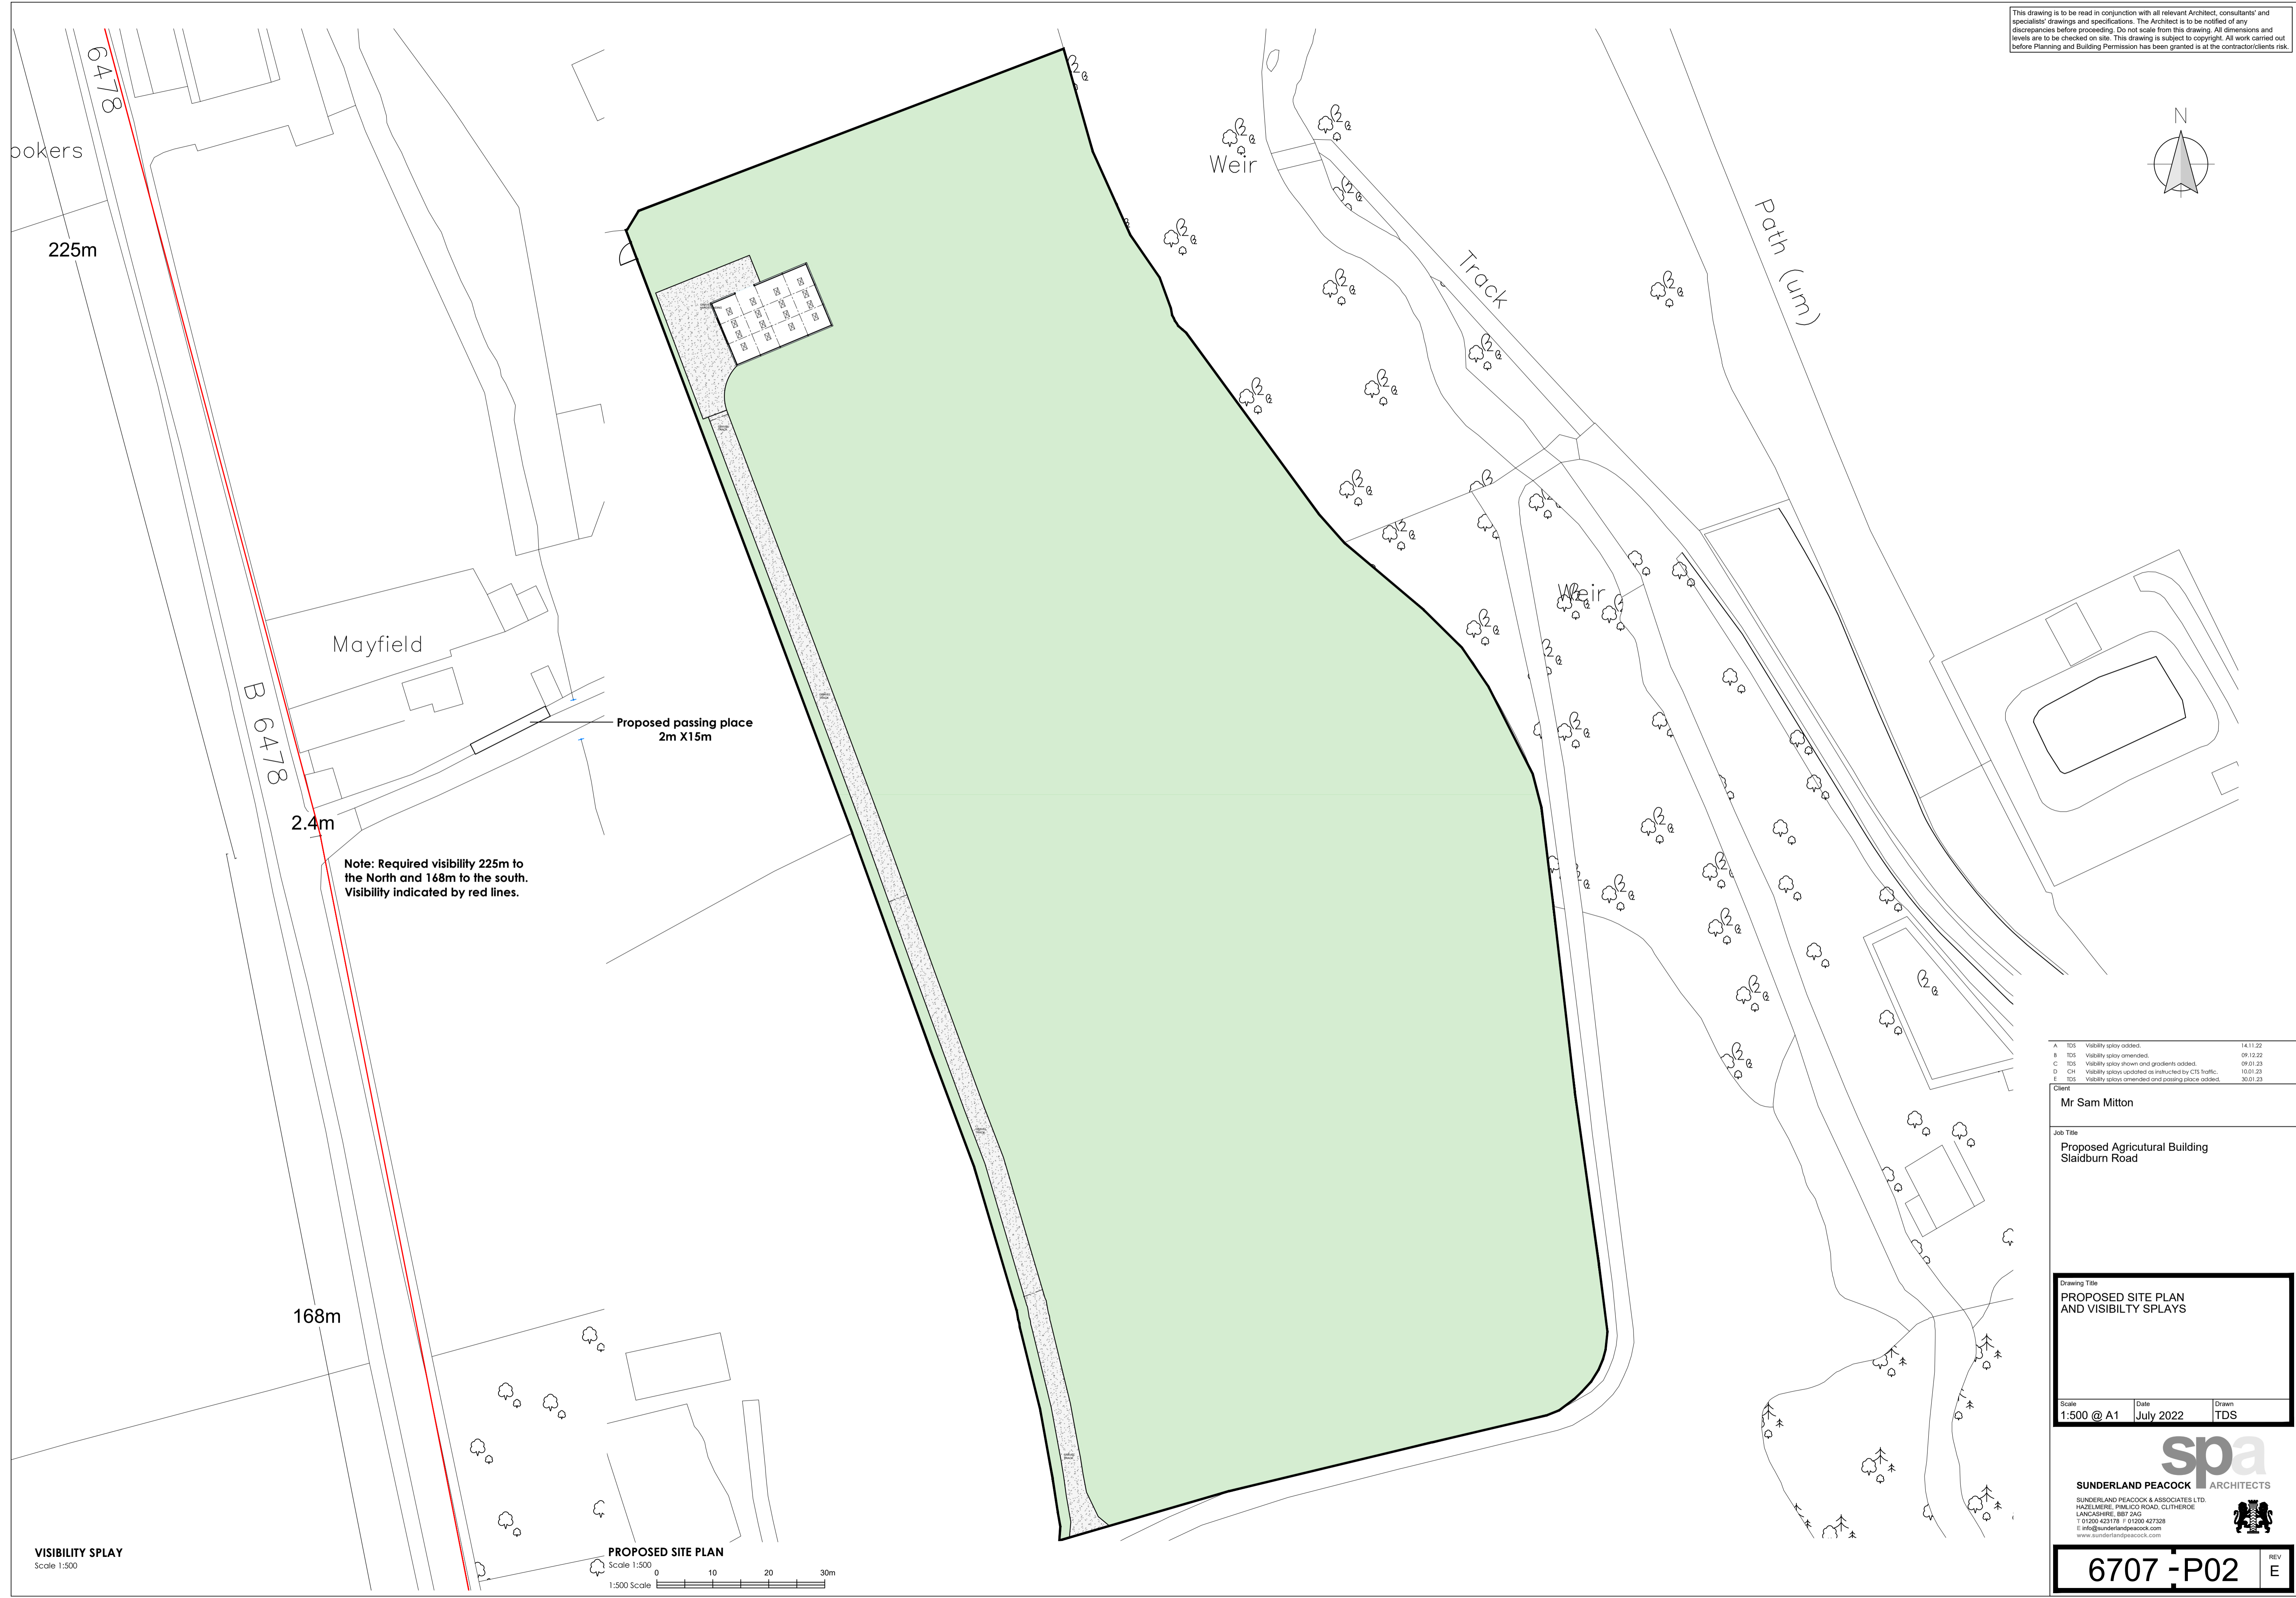 This drawing is to be read in conjunction with all relevant Architect, consultants' and
specialists' drawings and specifications. The Architect is to be notified of any
discrepancies before proceeding. Do not scale from this drawing. All dimensions and
levels are to be checked on site. This drawing is subject to copyright. All work carried out
before Planning and Building Permission has been granted is at the contractor/clients risk.
6478
ookers
225m
Mayfield
B 6478
Proposed passing place
2m X15m
2.4m
Note: Required visibility 225m to
the North and 168m to the south.
Visibility indicated by red lines.
168m
VISIBILITY SPLAY
Scale 1:500
Weir
Track
Path (um)
Weir
N
PROPOSED SITE PLAN
Scale 1:500
1:500 Scale
0 10 20 30m
A TDS Visibility splay added. 14.11.22
B TDS Visibility splay amended. 09.12.22
C TDS Visibility splay shown and gradients added. 09.01.23
D CH Visibility splays updated as instructed by CTS Traffic. 10.01.23
E TDS Visibility splays amended and passing place added. 30.01.23
Client
Mr Sam Mitton
Job Title
Proposed Agricutural Building
Slaidburn Road
Drawing Title
PROPOSED SITE PLAN
AND VISIBILTY SPLAYS
Scale Date Drawn
1:500 @ A1 July 2022 TDS
spa
SUNDERLAND PEACOCK ARCHITECTS
SUNDERLAND PEACOCK & ASSOCIATES LTD.
HAZELMERE, PIMLICO ROAD, CLITHEROE
LANCASHIRE, BB7 2AG
T 01200 423178 F 01200 427328
E info@sunderlandpeacock.com
www.sunderlandpeacock.com
6707 - P02
REV
E